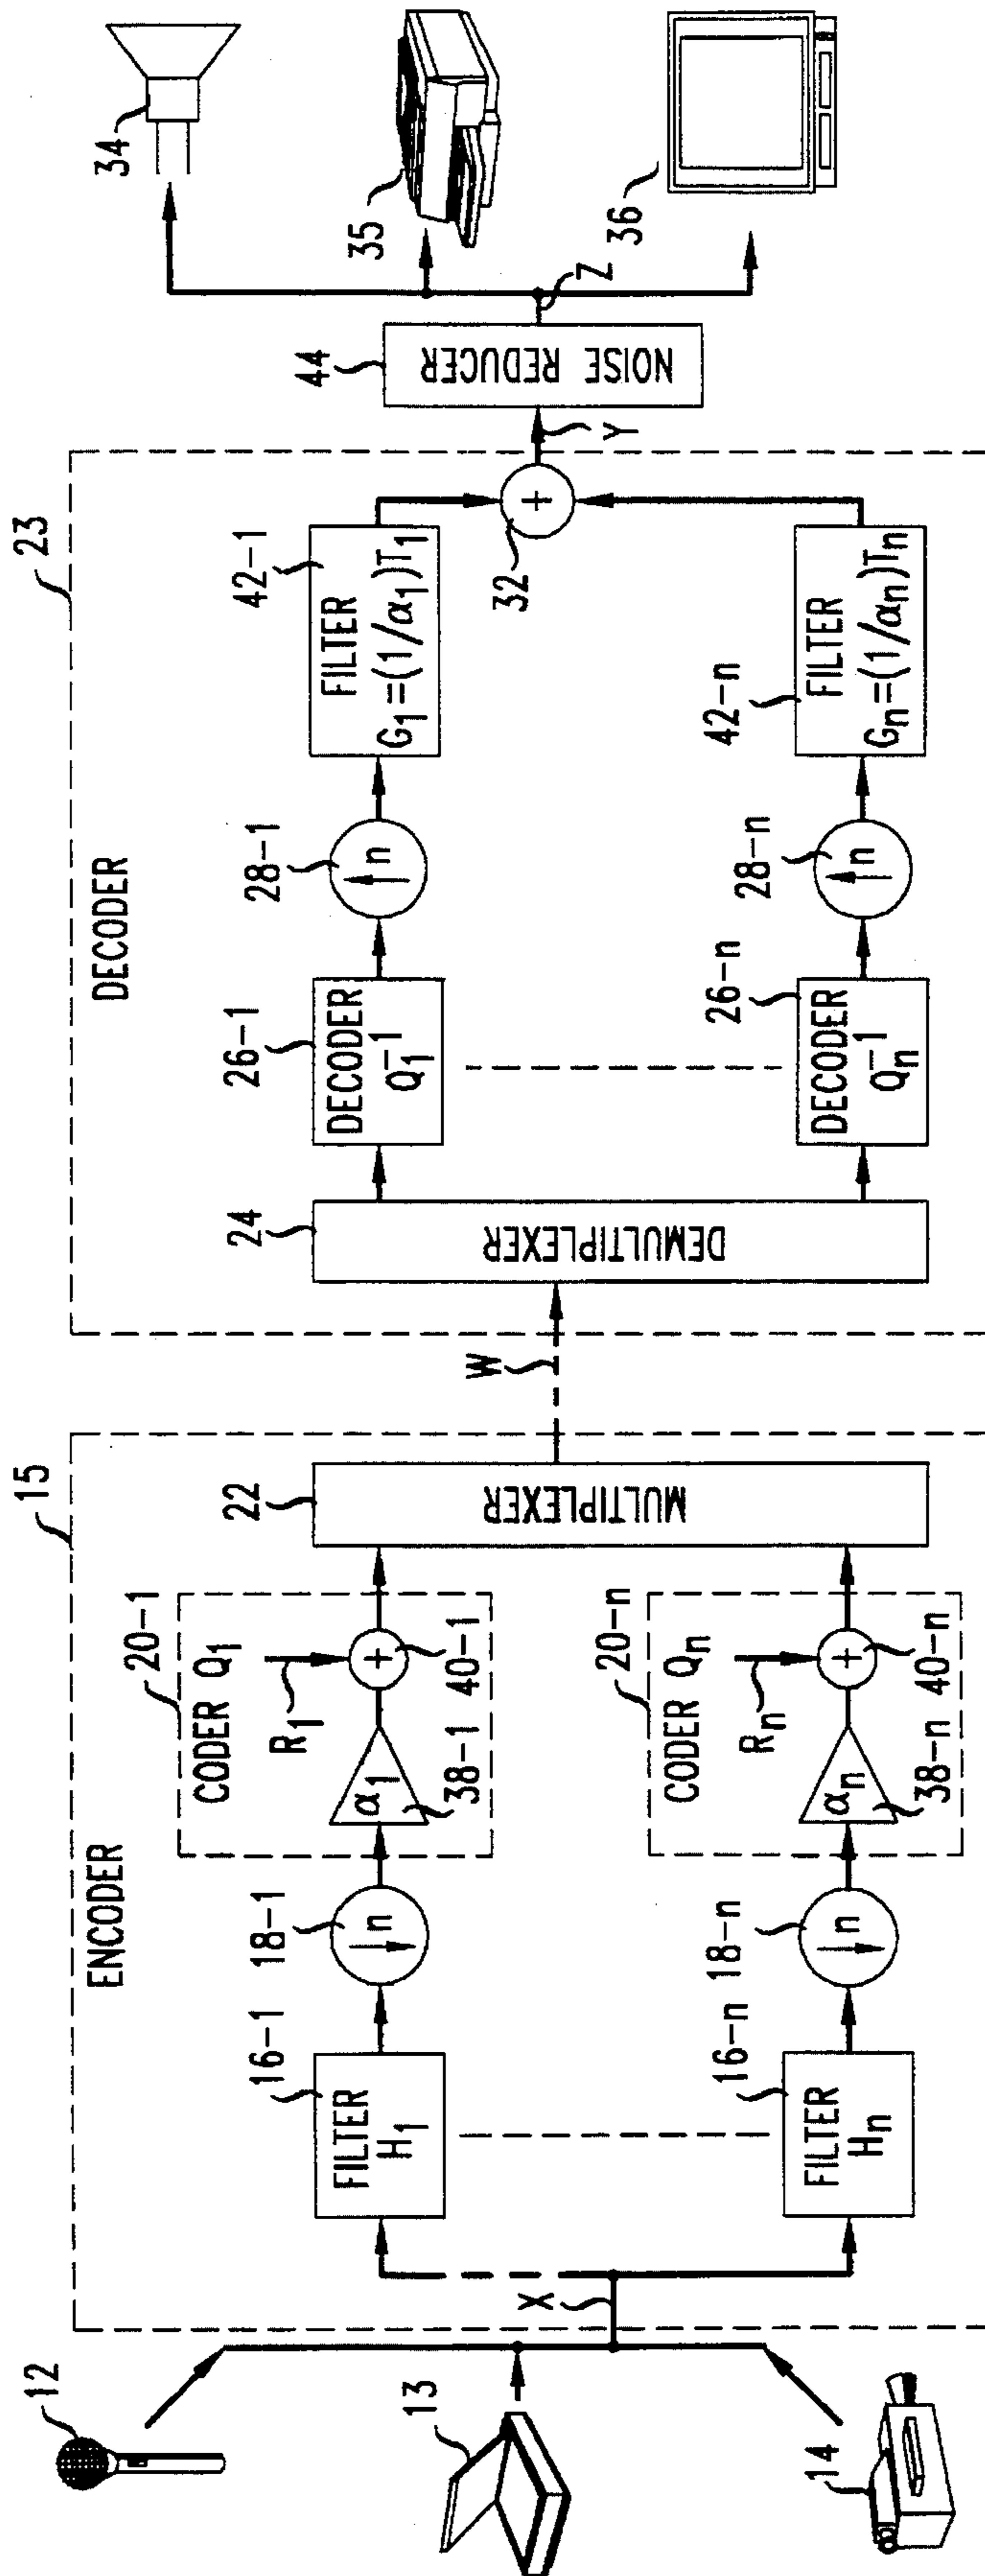 12
13
14
X
15
ENCODER
16-1
FILTER
H₁
16-n
FILTER
Hₙ
18-1
↓n
18-n
↓n
20-1
CODER Q₁
R₁
α₁
38-1
+
40-1
20-n
CODER Qₙ
Rₙ
αₙ
38-n
+
40-n
22
MULTIPLEXER
W
23
DECODER
24
DEMULTIPLEXER
26-1
DECODER
Q₁⁻¹
26-n
DECODER
Qₙ⁻¹
28-1
↑n
28-n
↑n
42-1
FILTER
G₁=(1/α₁)T₁
42-n
FILTER
Gₙ=(1/αₙ)Tₙ
+
32
Y
44
NOISE REDUCER
Z
34
35
36